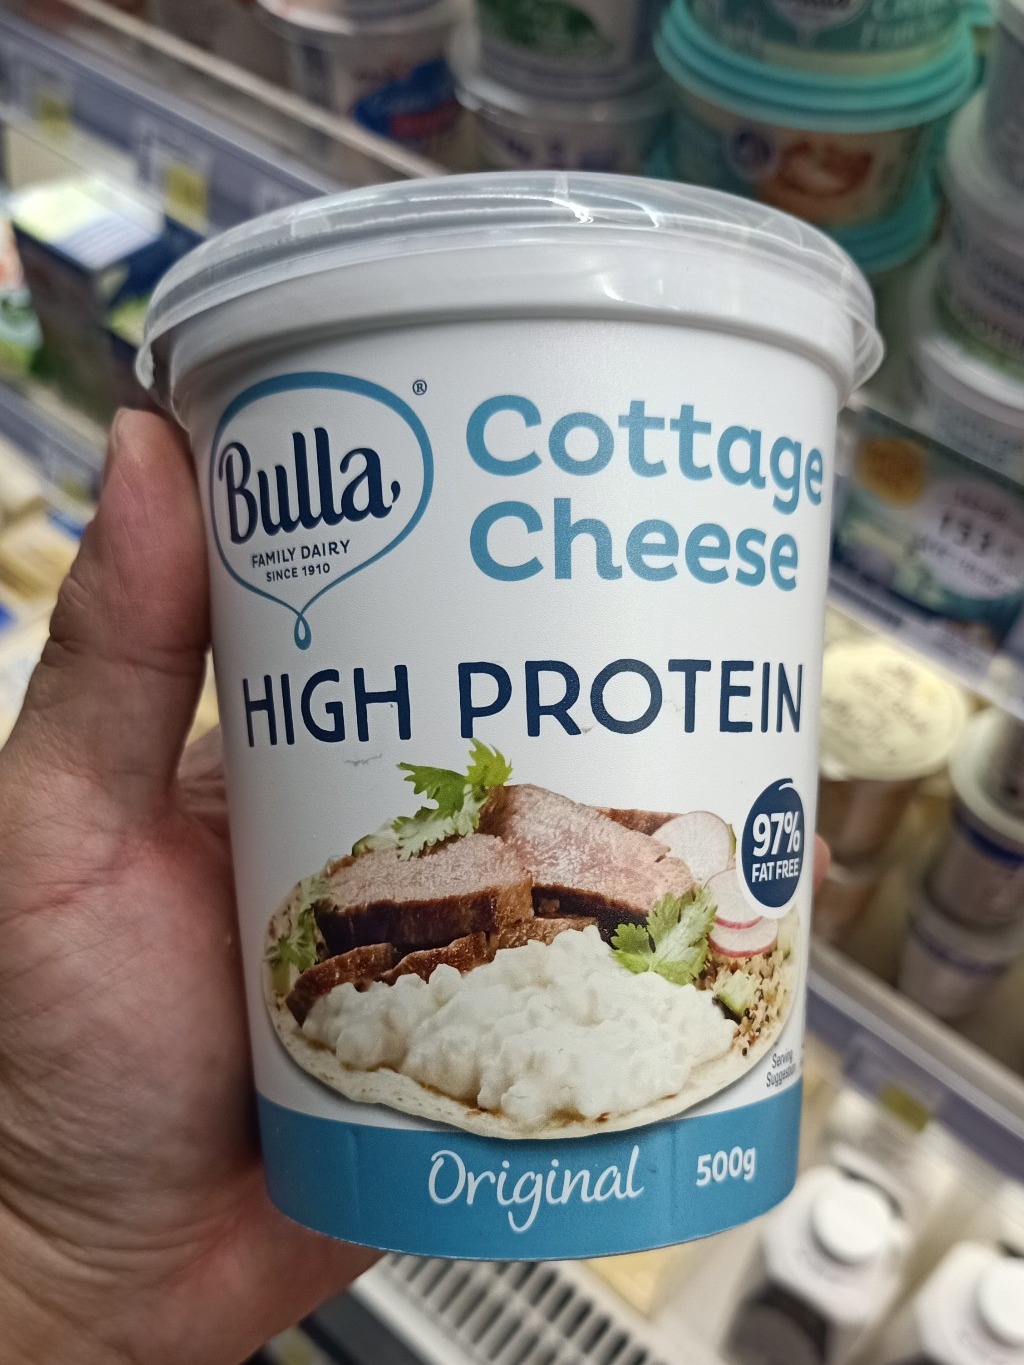 Bulla
®
FAMILY DAIRY
SINCE 1910
Cottage
Cheese
HIGH PROTEIN
97%
FAT FREE
Serving
Suggestion
Original
500g